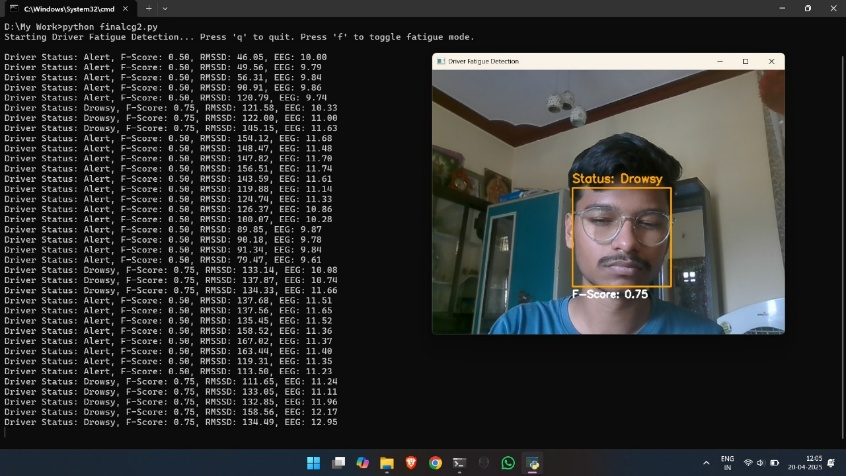 C:\Windows\System32\cmd
D:\My Work>python finalcg2.py
Starting Driver Fatigue Detection... Press 'q' to quit. Press 'f' to toggle fatigue mode.
Driver Status: Alert, F-Score: 0.50, RMSSD: 46.05, EEG: 10.00
Driver Status: Alert, F-Score: 0.50, RMSSD: 49.56, EEG: 9.79
Driver Status: Alert, F-Score: 0.50, RMSSD: 56.31, EEG: 9.84
Driver Status: Alert, F-Score: 0.50, RMSSD: 90.91, EEG: 9.86
Driver Status: Alert, F-Score: 0.50, RMSSD: 120.79, EEG: 9.74
Driver Status: Drowsy, F-Score: 0.75, RMSSD: 121.58, EEG: 10.33
Driver Status: Drowsy, F-Score: 0.75, RMSSD: 122.00, EEG: 11.00
Driver Status: Drowsy, F-Score: 0.75, RMSSD: 145.15, EEG: 11.63
Driver Status: Alert, F-Score: 0.50, RMSSD: 154.12, EEG: 11.68
Driver Status: Alert, F-Score: 0.50, RMSSD: 148.47, EEG: 11.48
Driver Status: Alert, F-Score: 0.50, RMSSD: 147.82, EEG: 11.70
Driver Status: Alert, F-Score: 0.50, RMSSD: 156.51, EEG: 11.74
Driver Status: Alert, F-Score: 0.50, RMSSD: 143.59, EEG: 11.61
Driver Status: Alert, F-Score: 0.50, RMSSD: 119.88, EEG: 11.14
Driver Status: Alert, F-Score: 0.50, RMSSD: 124.74, EEG: 11.33
Driver Status: Alert, F-Score: 0.50, RMSSD: 126.37, EEG: 10.86
Driver Status: Alert, F-Score: 0.50, RMSSD: 100.07, EEG: 10.28
Driver Status: Alert, F-Score: 0.50, RMSSD: 89.85, EEG: 9.87
Driver Status: Alert, F-Score: 0.50, RMSSD: 90.18, EEG: 9.78
Driver Status: Alert, F-Score: 0.50, RMSSD: 91.34, EEG: 9.84
Driver Status: Alert, F-Score: 0.50, RMSSD: 79.47, EEG: 9.61
Driver Status: Drowsy, F-Score: 0.75, RMSSD: 133.14, EEG: 10.08
Driver Status: Drowsy, F-Score: 0.75, RMSSD: 137.87, EEG: 10.74
Driver Status: Drowsy, F-Score: 0.75, RMSSD: 134.33, EEG: 11.66
Driver Status: Alert, F-Score: 0.50, RMSSD: 137.68, EEG: 11.51
Driver Status: Alert, F-Score: 0.50, RMSSD: 137.56, EEG: 11.65
Driver Status: Alert, F-Score: 0.50, RMSSD: 135.45, EEG: 11.52
Driver Status: Alert, F-Score: 0.50, RMSSD: 158.52, EEG: 11.36
Driver Status: Alert, F-Score: 0.50, RMSSD: 167.02, EEG: 11.37
Driver Status: Alert, F-Score: 0.50, RMSSD: 163.44, EEG: 11.40
Driver Status: Alert, F-Score: 0.50, RMSSD: 119.31, EEG: 11.35
Driver Status: Alert, F-Score: 0.50, RMSSD: 113.50, EEG: 11.23
Driver Status: Drowsy, F-Score: 0.75, RMSSD: 111.65, EEG: 11.24
Driver Status: Drowsy, F-Score: 0.75, RMSSD: 133.05, EEG: 11.11
Driver Status: Drowsy, F-Score: 0.75, RMSSD: 132.85, EEG: 11.96
Driver Status: Drowsy, F-Score: 0.75, RMSSD: 158.56, EEG: 12.17
Driver Status: Drowsy, F-Score: 0.75, RMSSD: 134.49, EEG: 12.95
Driver Fatigue Detection
Status: Drowsy
F-Score: 0.75
ENG
IN
12:05
20-04-2025